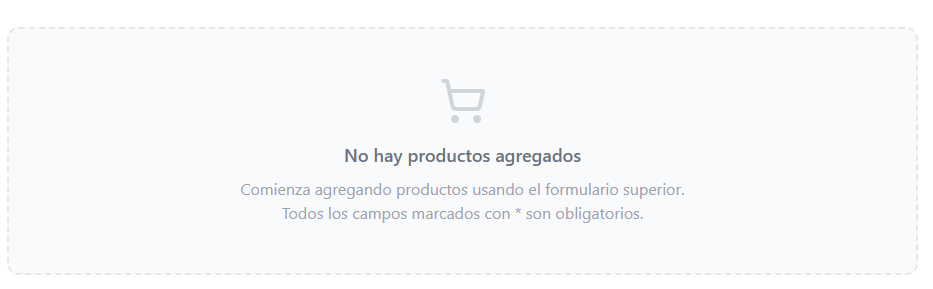 No hay productos agregados
Comienza agregando productos usando el formulario superior.
Todos los campos marcados con * son obligatorios.